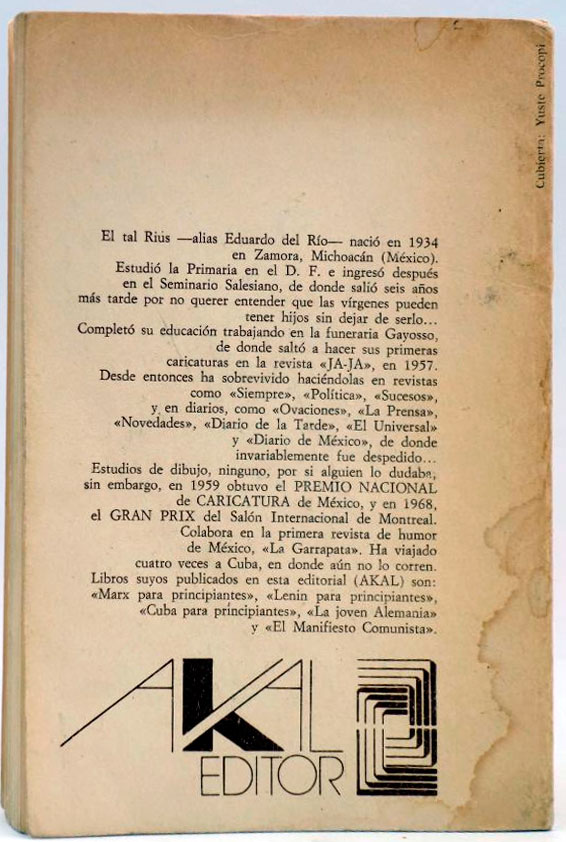 Cubierta: Yuste Procopi
El tal Rius —alias Eduardo del Río— nació en 1934
en Zamora, Michoacán (México).
Estudió la Primaria en el D. F. e ingresó después
en el Seminario Salesiano, de donde salió seis años
más tarde por no querer entender que las vírgenes pueden
tener hijos sin dejar de serlo...
Completó su educación trabajando en la funeraria Gayosso,
de donde saltó a hacer sus primeras
caricaturas en la revista «JA-JA», en 1957.
Desde entonces ha sobrevivido haciéndolas en revistas
como «Siempre», «Política», «Sucesos»,
y en diarios, como «Ovaciones», «La Prensa»,
«Novedades», «Diario de la Tarde», «El Universal»
y «Diario de México», de donde
invariablemente fue despedido...
Estudios de dibujo, ninguno, por si alguien lo dudaba,
sin embargo, en 1959 obtuvo el PREMIO NACIONAL
de CARICATURA de México, y en 1968,
el GRAN PRIX del Salón Internacional de Montreal.
Colabora en la primera revista de humor
de México, «La Garrapata». Ha viajado
cuatro veces a Cuba, en donde aún no lo corren.
Libros suyos publicados en esta editorial (AKAL) son:
«Marx para principiantes», «Lenin para principiantes»,
«Cuba para principiantes», «La joven Alemania»
y «El Manifiesto Comunista».
AKAL
EDITOR